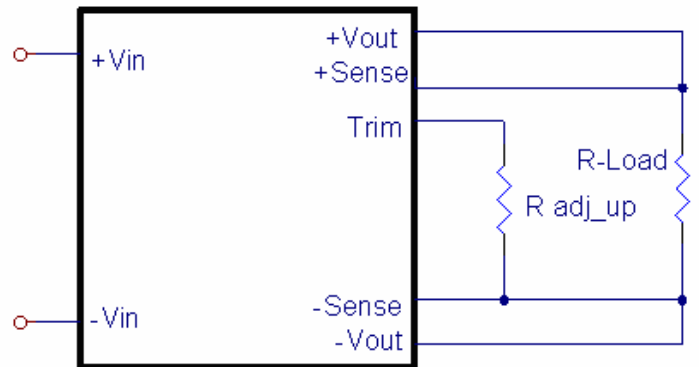 +Vin
+Vout
+Sense
Trim
R-Load
R adj_up
-Sense
-Vin
-Vout